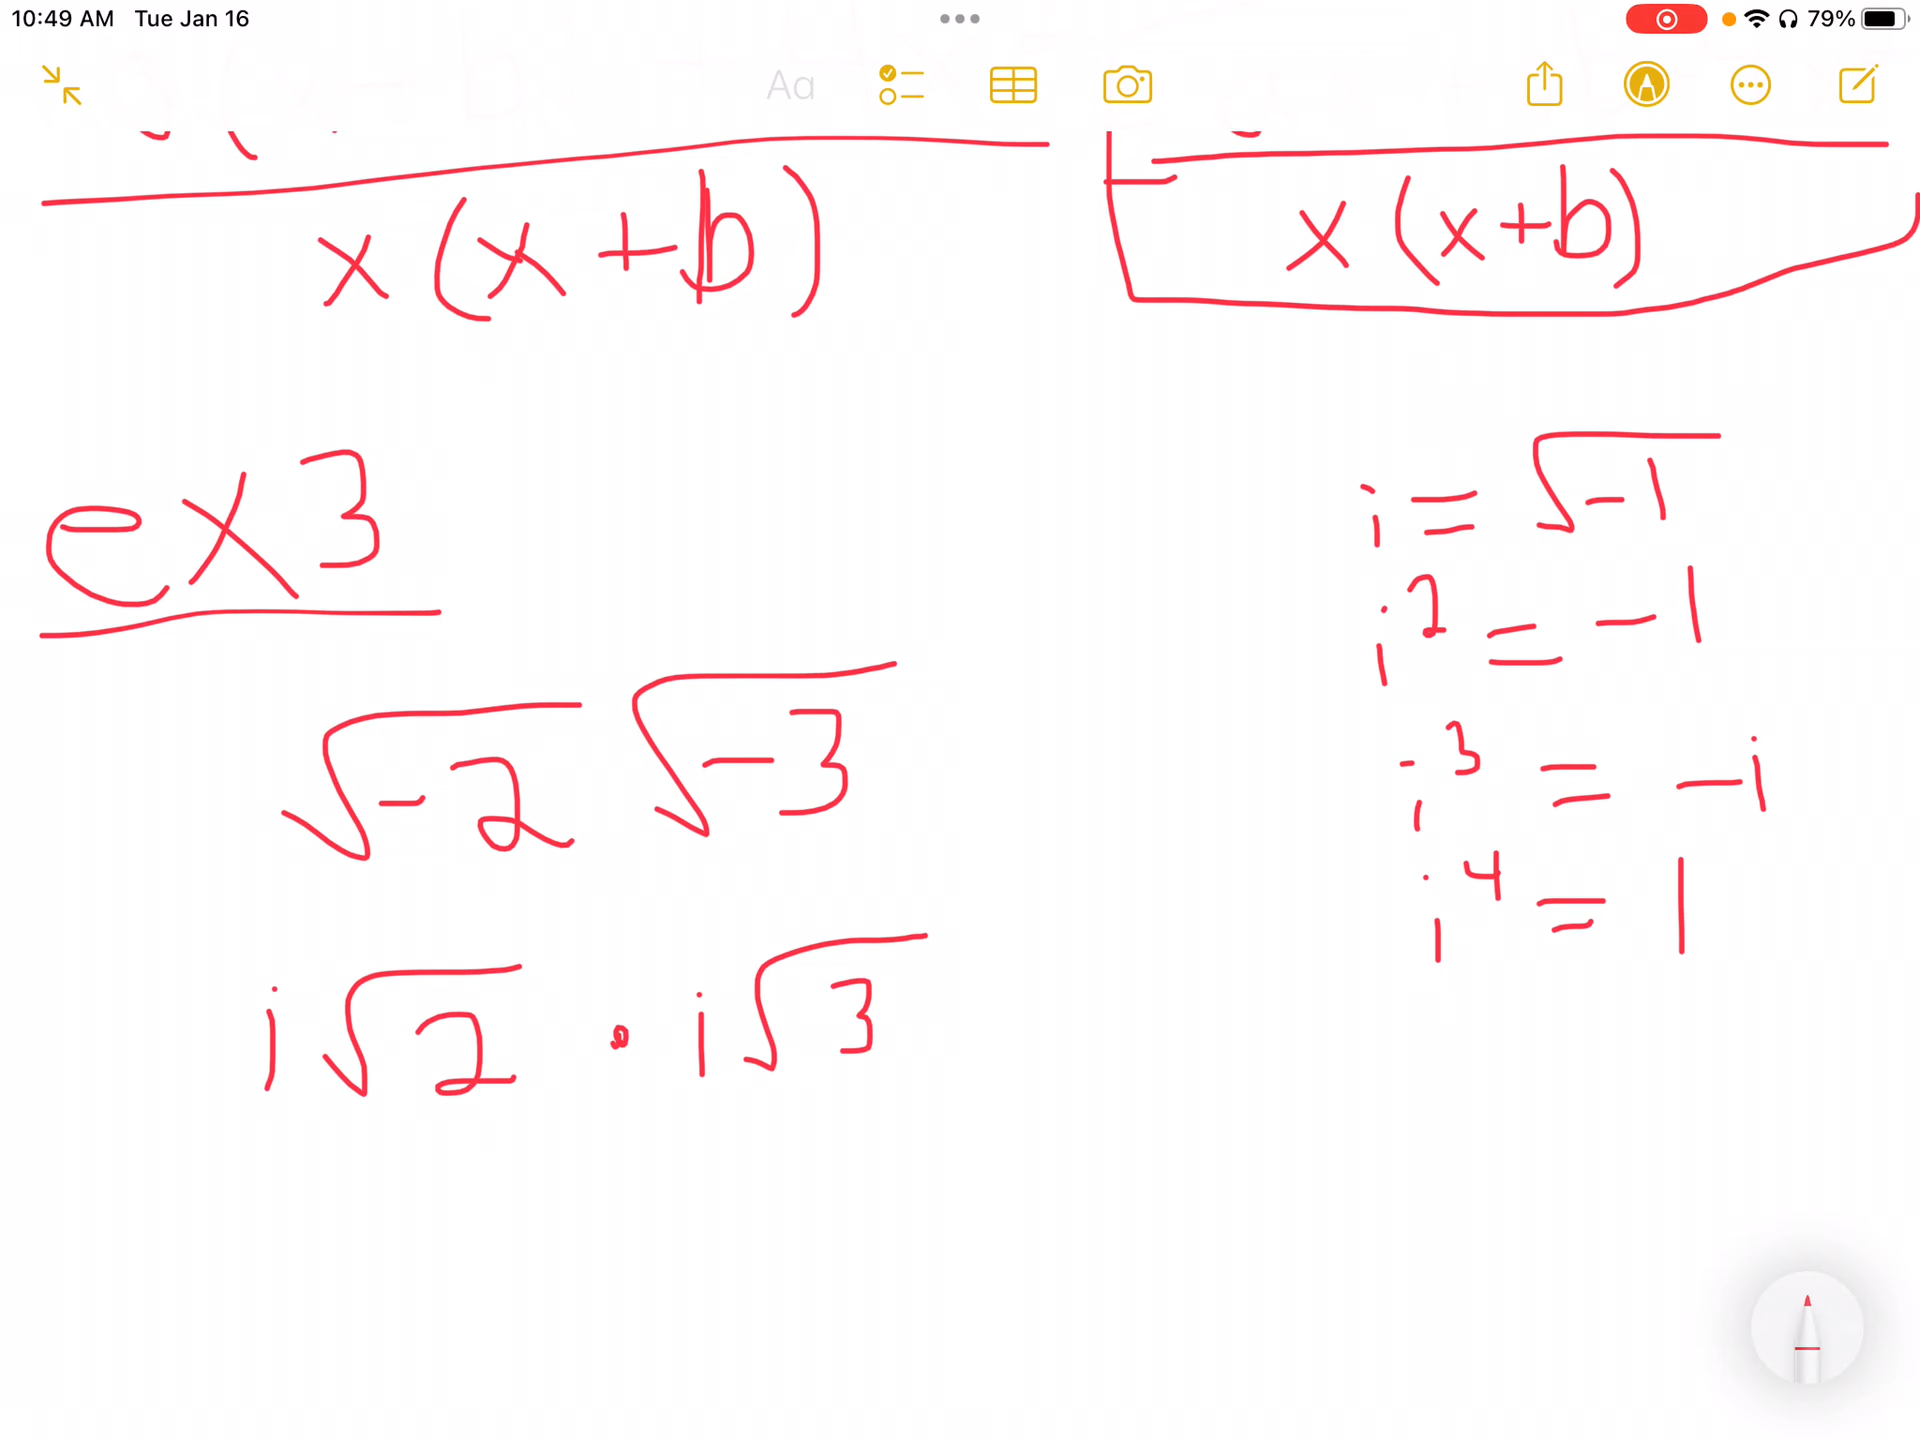 10:49 AM Tue Jan 16
79%
Aa
x(x+b)
x(x+b)
ex3
i = √-1
i² = -1
i³ = -i
i⁴ = 1
√-2 √-3
i√2 • i√3